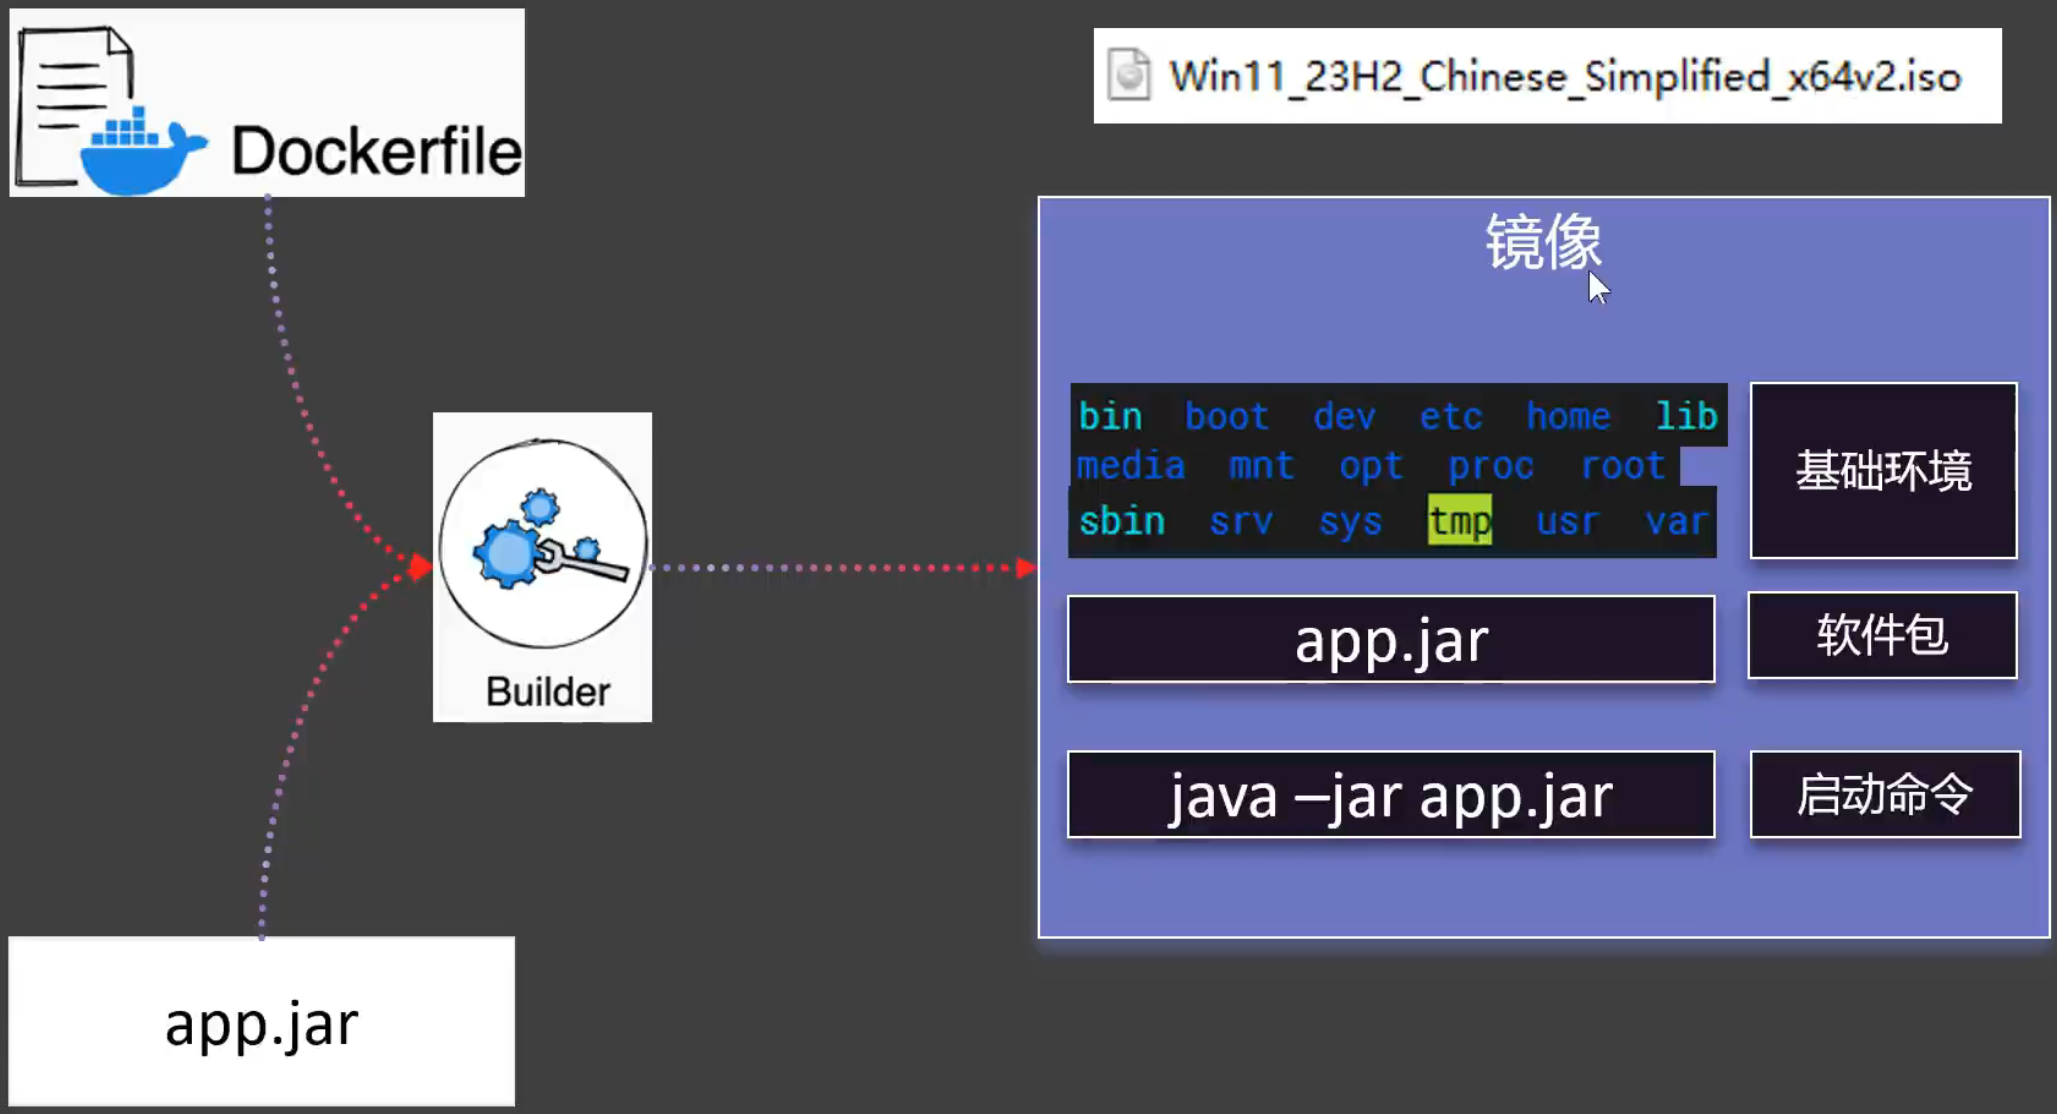 Dockerfile
Win11_23H2_Chinese_Simplified_x64v2.iso
镜像
bin boot dev etc home lib
media mnt opt proc root
sbin srv sys tmp usr var
基础环境
app.jar
软件包
java –jar app.jar
启动命令
Builder
app.jar